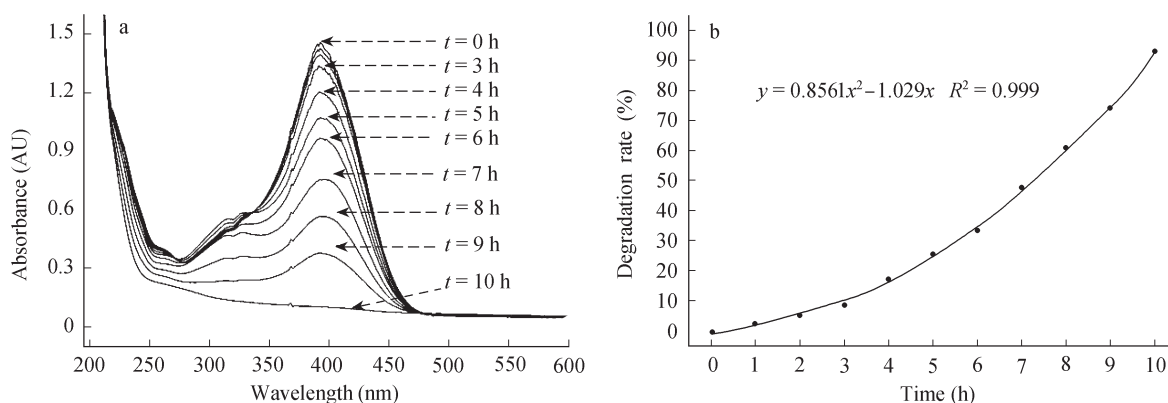 a
1.5
1.2
0.9
0.6
0.3
0
Absorbance (AU)
200 250 300 350 400 450 500 550 600
Wavelength (nm)
t = 0 h
t = 3 h
t = 4 h
t = 5 h
t = 6 h
t = 7 h
t = 8 h
t = 9 h
t = 10 h
b
100
90
80
70
60
50
40
30
20
10
0
Degradation rate (%)
y = 0.8561x² − 1.029x R² = 0.999
0 1 2 3 4 5 6 7 8 9 10
Time (h)